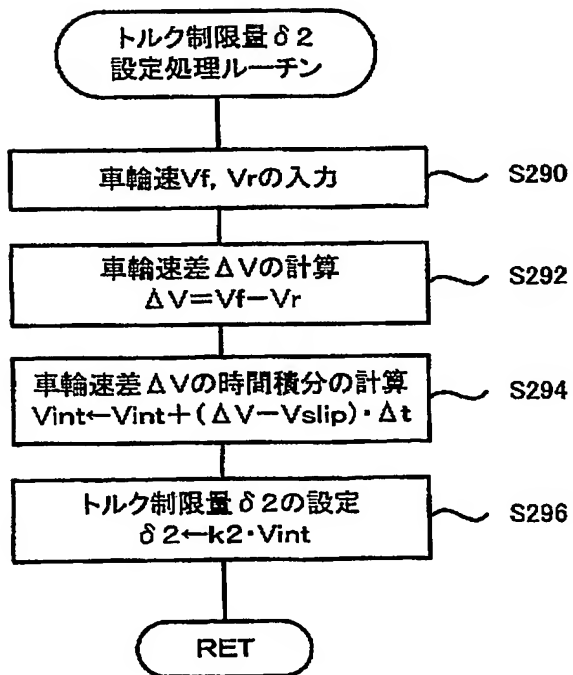 トルク制限量δ2
設定処理ルーチン
車輪速Vf, Vrの入力
S290
車輪速差ΔVの計算
ΔV=Vf−Vr
S292
車輪速差ΔVの時間積分の計算
Vint←Vint+(ΔV−Vslip)・Δt
S294
トルク制限量δ2の設定
δ2←k2・Vint
S296
RET